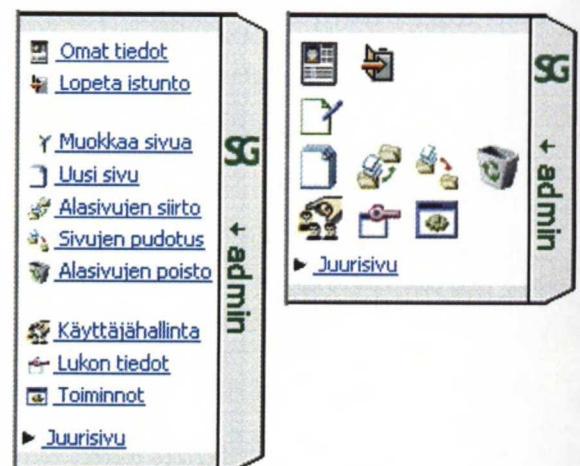 Omat tiedot
Lopeta istunto
Muokkaa sivua
Uusi sivu
Alasivujen siirto
Sivujen pudotus
Alasivujen poisto
Käyttäjähallinta
Lukon tiedot
Toiminnot
Juurisivu
SG
admin
Juurisivu
SG
admin